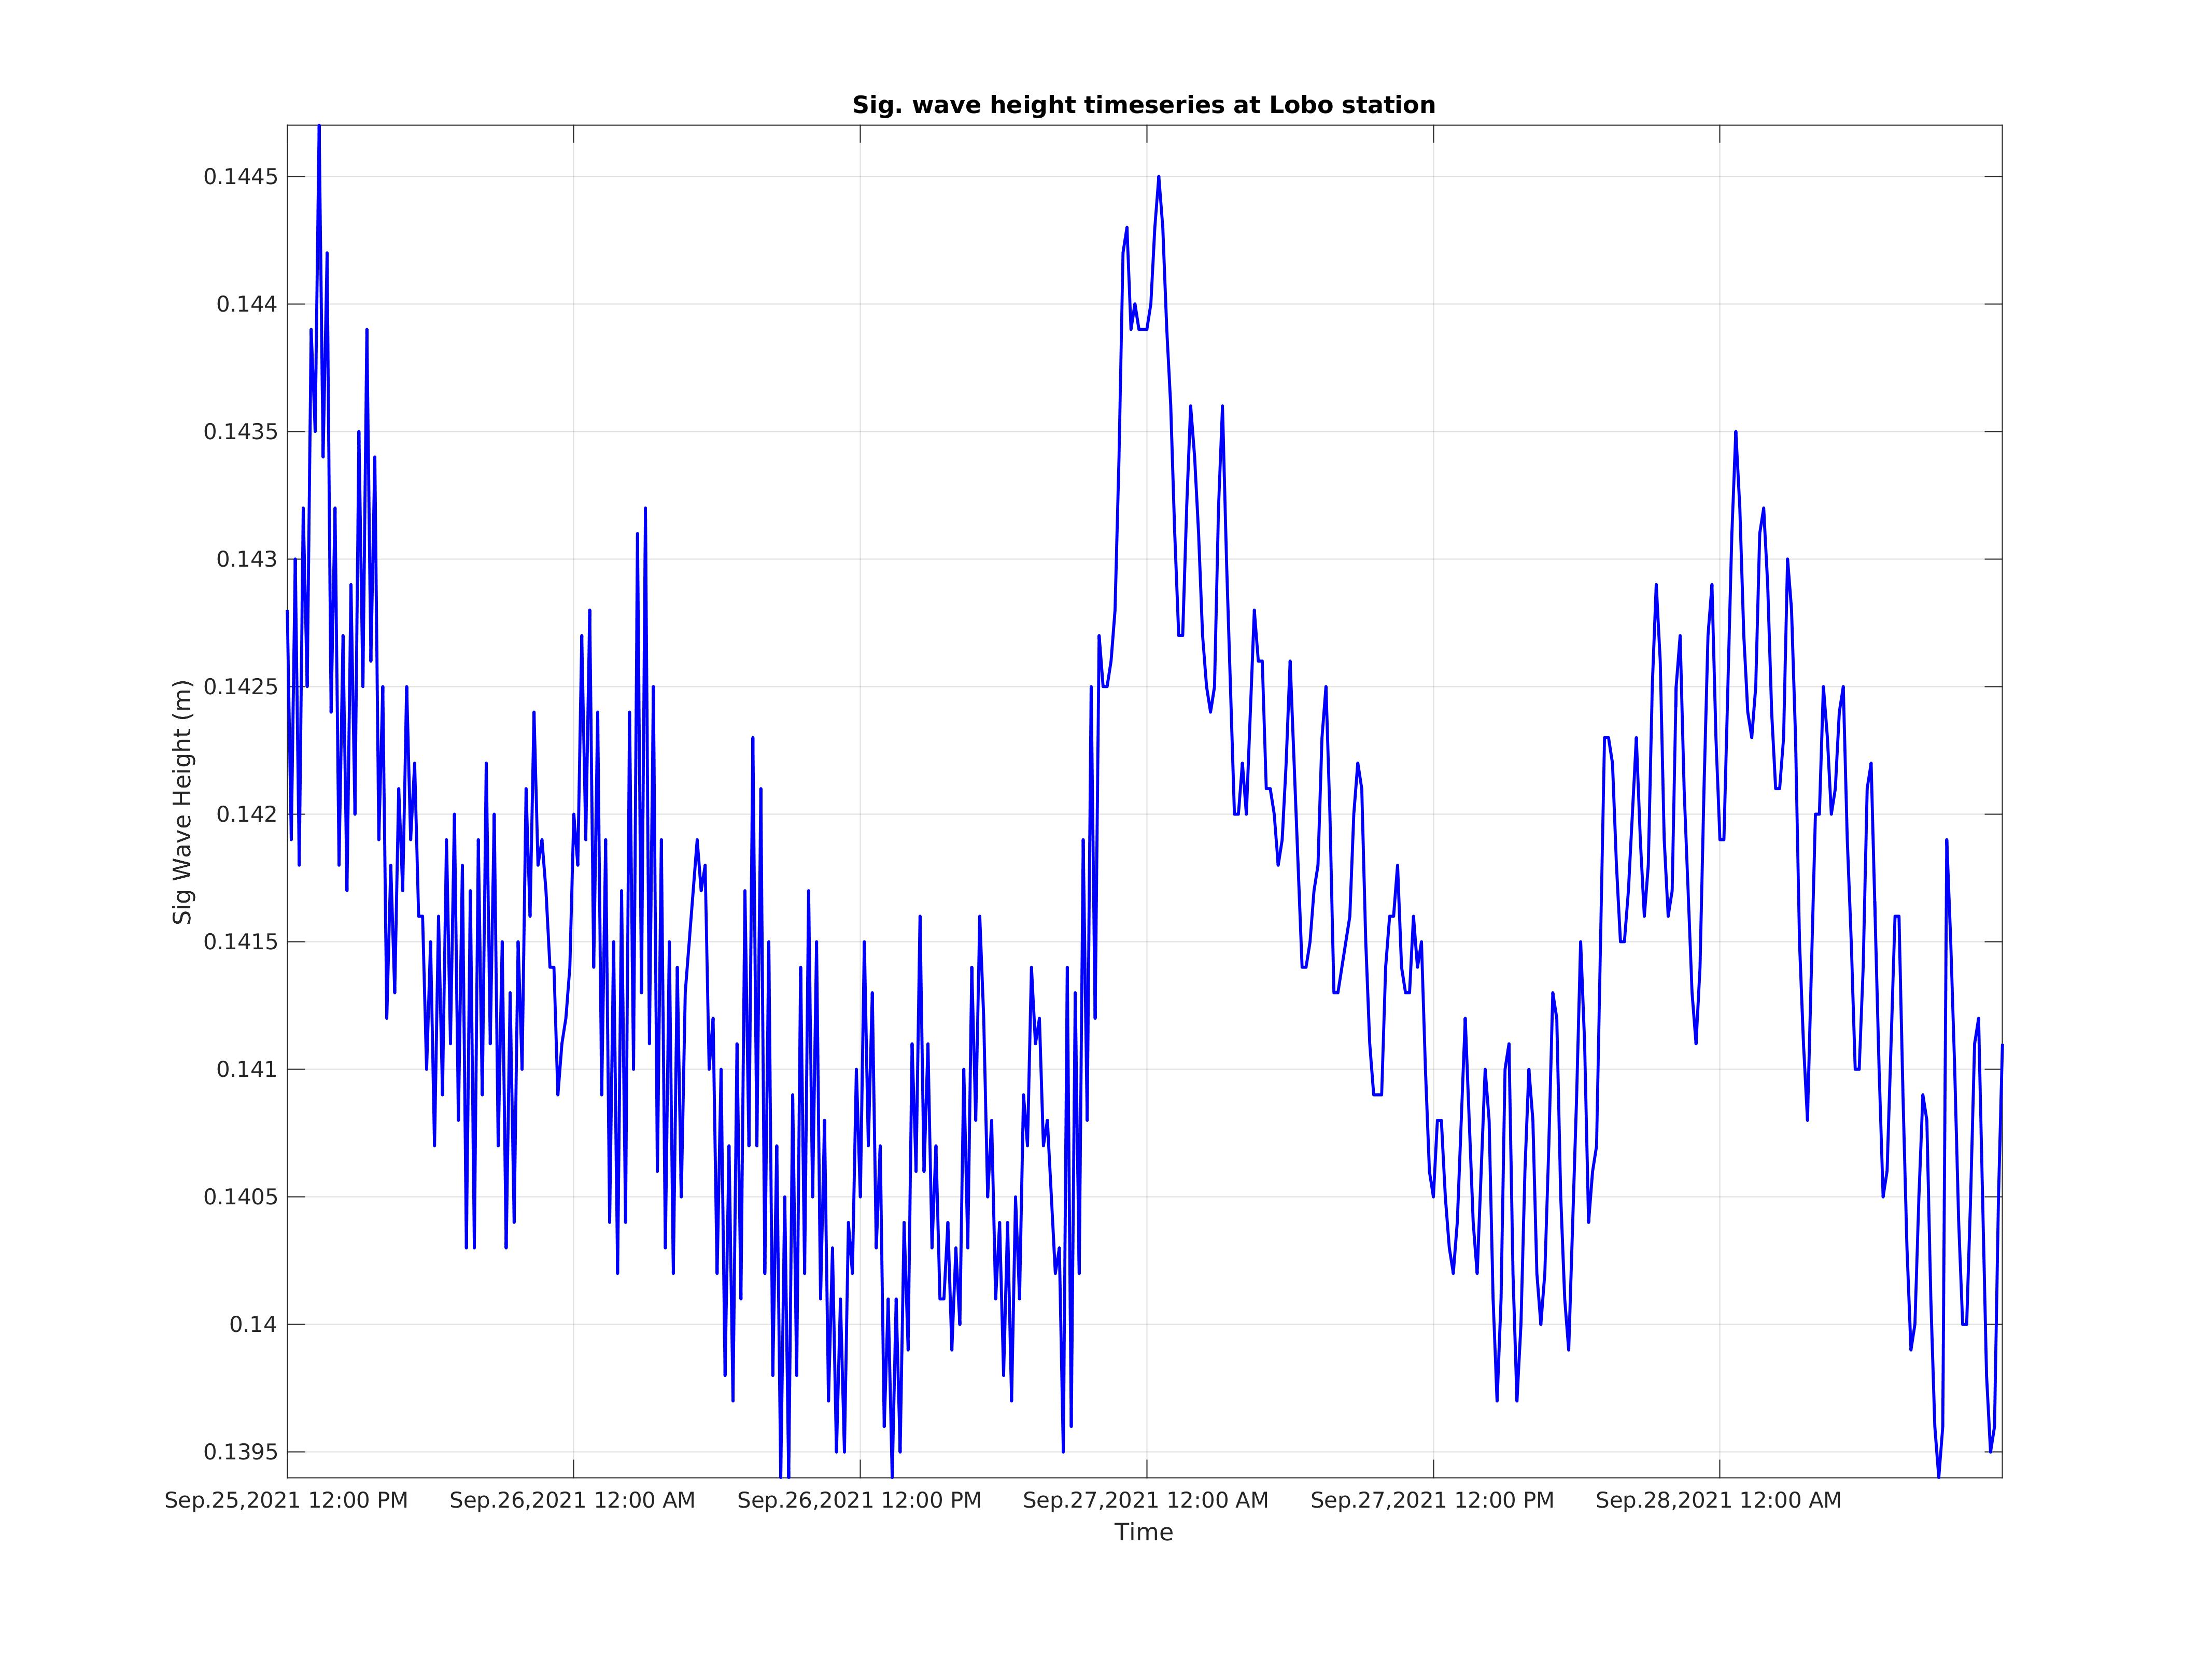 Sig. wave height timeseries at Lobo station
0.1445
0.144
0.1435
0.143
0.1425
0.142
0.1415
0.141
0.1405
0.14
0.1395
Sig Wave Height (m)
Sep.25,2021 12:00 PM
Sep.26,2021 12:00 AM
Sep.26,2021 12:00 PM
Sep.27,2021 12:00 AM
Sep.27,2021 12:00 PM
Sep.28,2021 12:00 AM
Time